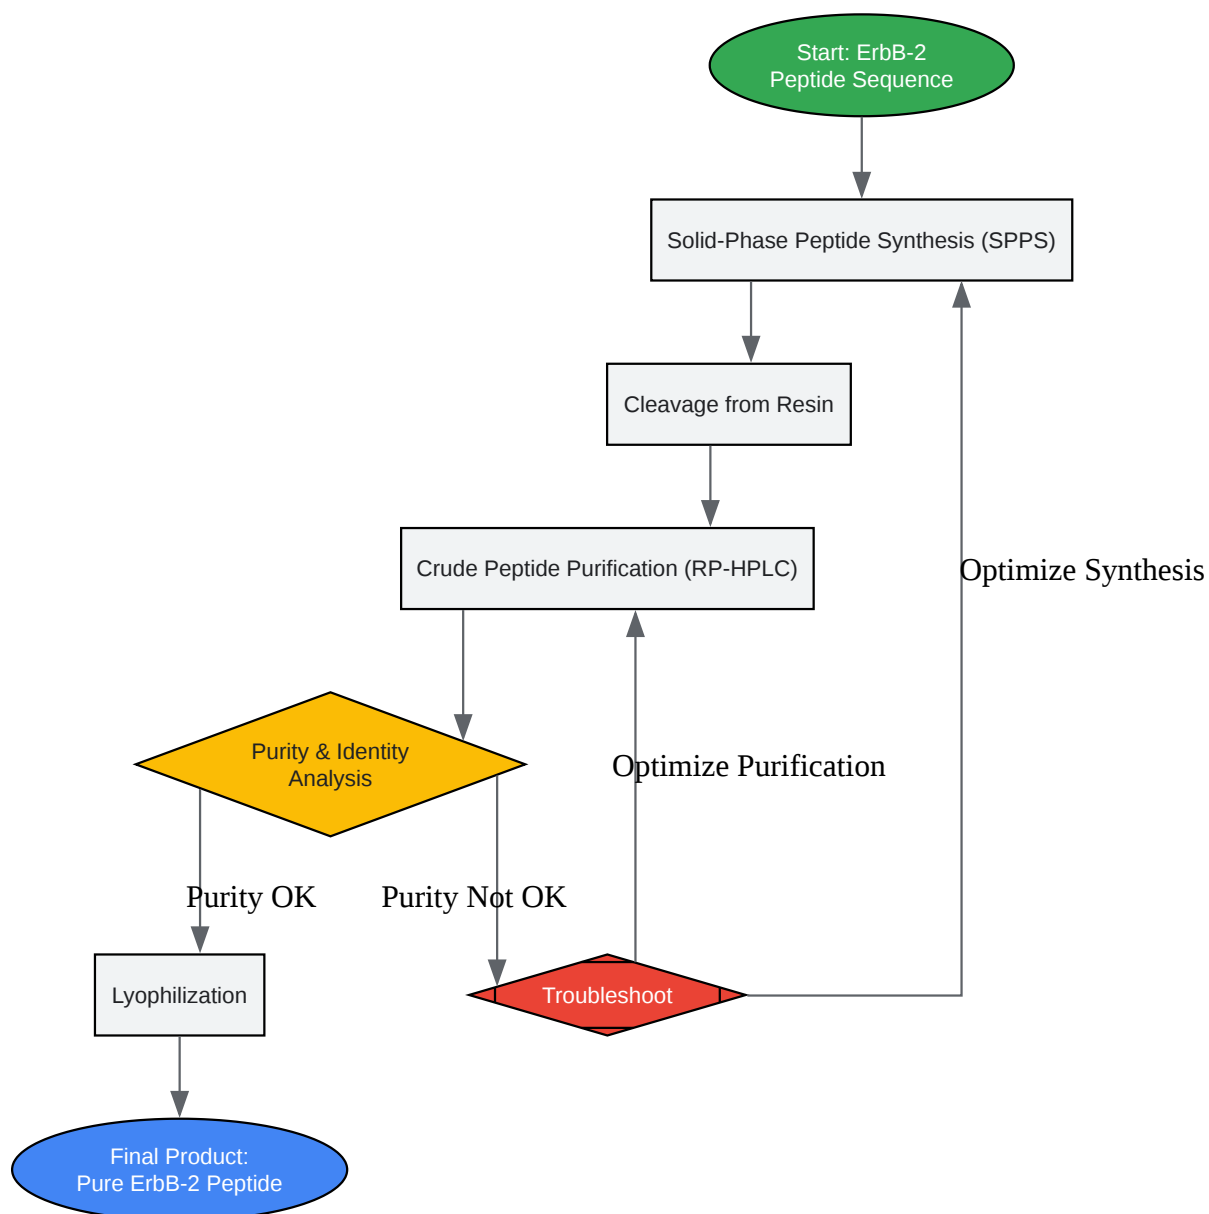 Start: ErbB-2
Peptide Sequence
Solid-Phase Peptide Synthesis (SPPS)
Cleavage from Resin
Crude Peptide Purification (RP-HPLC)
Optimize Synthesis
Purity & Identity
Analysis
Optimize Purification
Purity OK
Purity Not OK
Lyophilization
Troubleshoot
Final Product:
Pure ErbB-2 Peptide